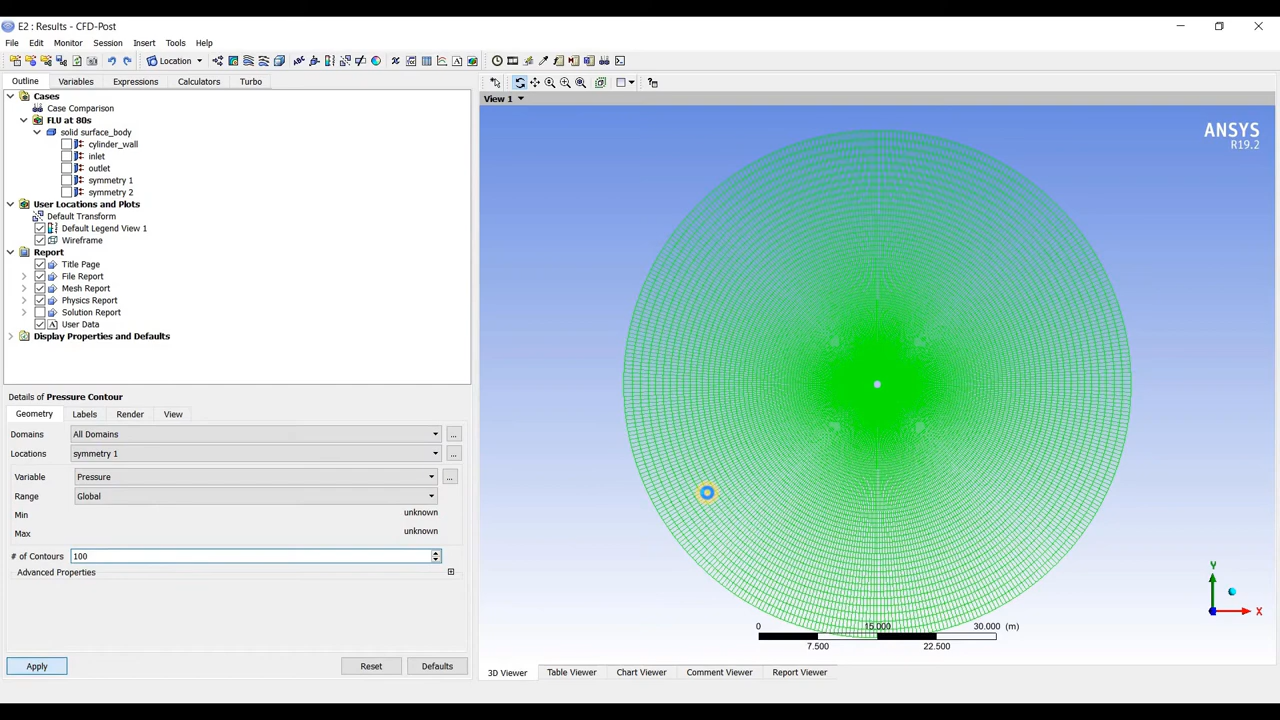 E2 : Results - CFD-Post
File Edit Monitor Session Insert Tools Help
Location
Outline Variables Expressions Calculators Turbo
View 1
Cases
Case Comparison
FLU at 80s
solid surface_body
cylinder_wall
inlet
outlet
symmetry 1
symmetry 2
User Locations and Plots
Default Transform
Default Legend View 1
Wireframe
Report
Title Page
File Report
Mesh Report
Physics Report
Solution Report
User Data
Display Properties and Defaults
ANSYS
R19.2
Details of Pressure Contour
Geometry Labels Render View
Domains All Domains ...
Locations symmetry 1 ...
Variable Pressure ...
Range Global
Min unknown
Max unknown
# of Contours 100
Advanced Properties
Apply Reset Defaults
0 15.000 30.000 (m)
7.500 22.500
Y
X
3D Viewer Table Viewer Chart Viewer Comment Viewer Report Viewer